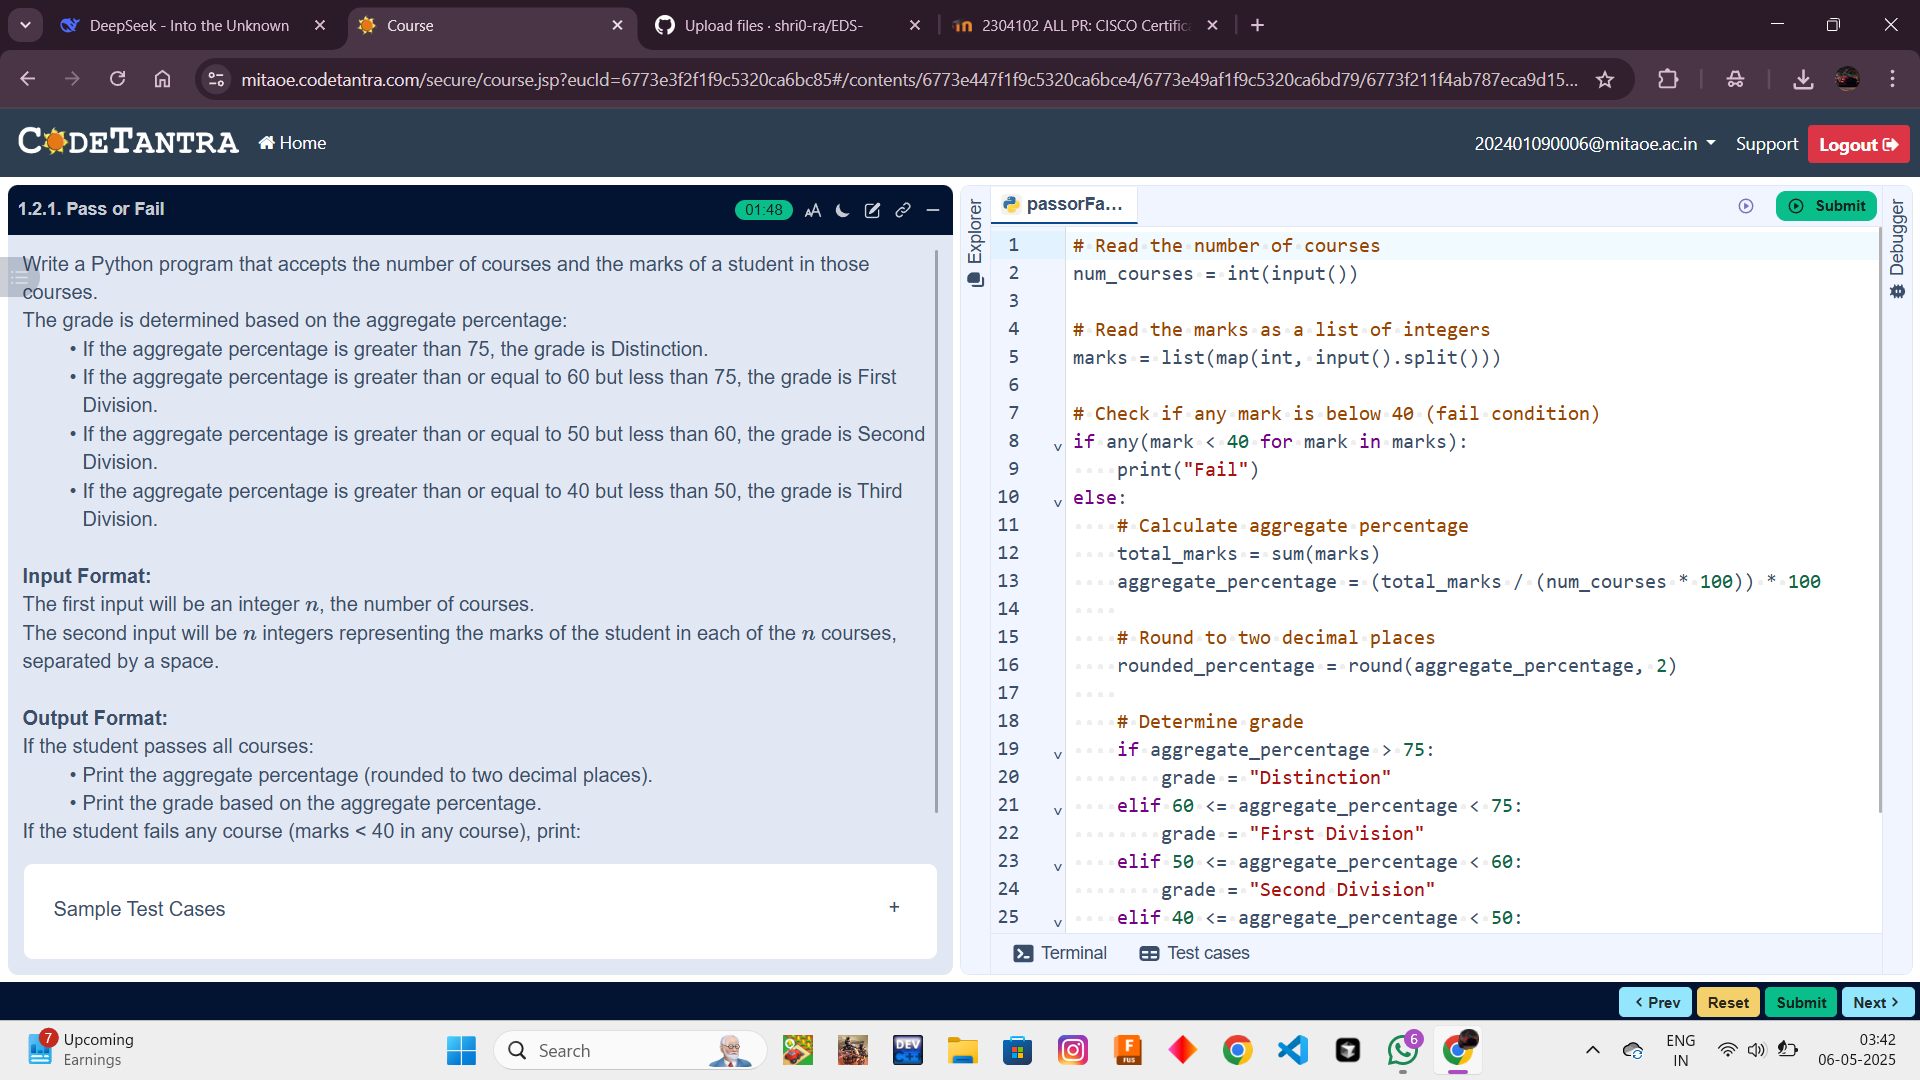 DeepSeek - Into the Unknown
Course
Upload files · shri0-ra/EDS-
2304102 ALL PR: CISCO Certific
mitaoe.codetantra.com/secure/course.jsp?eucId=6773e3f2f1f9c5320ca6bc85#/contents/6773e447f1f9c5320ca6bce4/6773e49af1f9c5320ca6bd79/6773f211f4ab787eca9d15...
CODETANTRA
Home
202401090006@mitaoe.ac.in
Support
Logout
1.2.1. Pass or Fail
01:48
AA
Write a Python program that accepts the number of courses and the marks of a student in those
courses.
The grade is determined based on the aggregate percentage:
• If the aggregate percentage is greater than 75, the grade is Distinction.
• If the aggregate percentage is greater than or equal to 60 but less than 75, the grade is First
Division.
• If the aggregate percentage is greater than or equal to 50 but less than 60, the grade is Second
Division.
• If the aggregate percentage is greater than or equal to 40 but less than 50, the grade is Third
Division.
Input Format:
The first input will be an integer n, the number of courses.
The second input will be n integers representing the marks of the student in each of the n courses,
separated by a space.
Output Format:
If the student passes all courses:
• Print the aggregate percentage (rounded to two decimal places).
• Print the grade based on the aggregate percentage.
If the student fails any course (marks < 40 in any course), print:
Sample Test Cases
+
Explorer
passorFa...
Submit
Debugger
1 # Read the number of courses
2 num_courses = int(input())
3
4 # Read the marks as a list of integers
5 marks = list(map(int, input().split()))
6
7 # Check if any mark is below 40 (fail condition)
8 if any(mark < 40 for mark in marks):
9     print("Fail")
10 else:
11     # Calculate aggregate percentage
12     total_marks = sum(marks)
13     aggregate_percentage = (total_marks / (num_courses * 100)) * 100
14
15     # Round to two decimal places
16     rounded_percentage = round(aggregate_percentage, 2)
17
18     # Determine grade
19     if aggregate_percentage > 75:
20         grade = "Distinction"
21     elif 60 <= aggregate_percentage < 75:
22         grade = "First Division"
23     elif 50 <= aggregate_percentage < 60:
24         grade = "Second Division"
25     elif 40 <= aggregate_percentage < 50:
Terminal
Test cases
Prev
Reset
Submit
Next
7
Upcoming
Earnings
Search
DEV
F
FUS
6
ENG
IN
03:42
06-05-2025